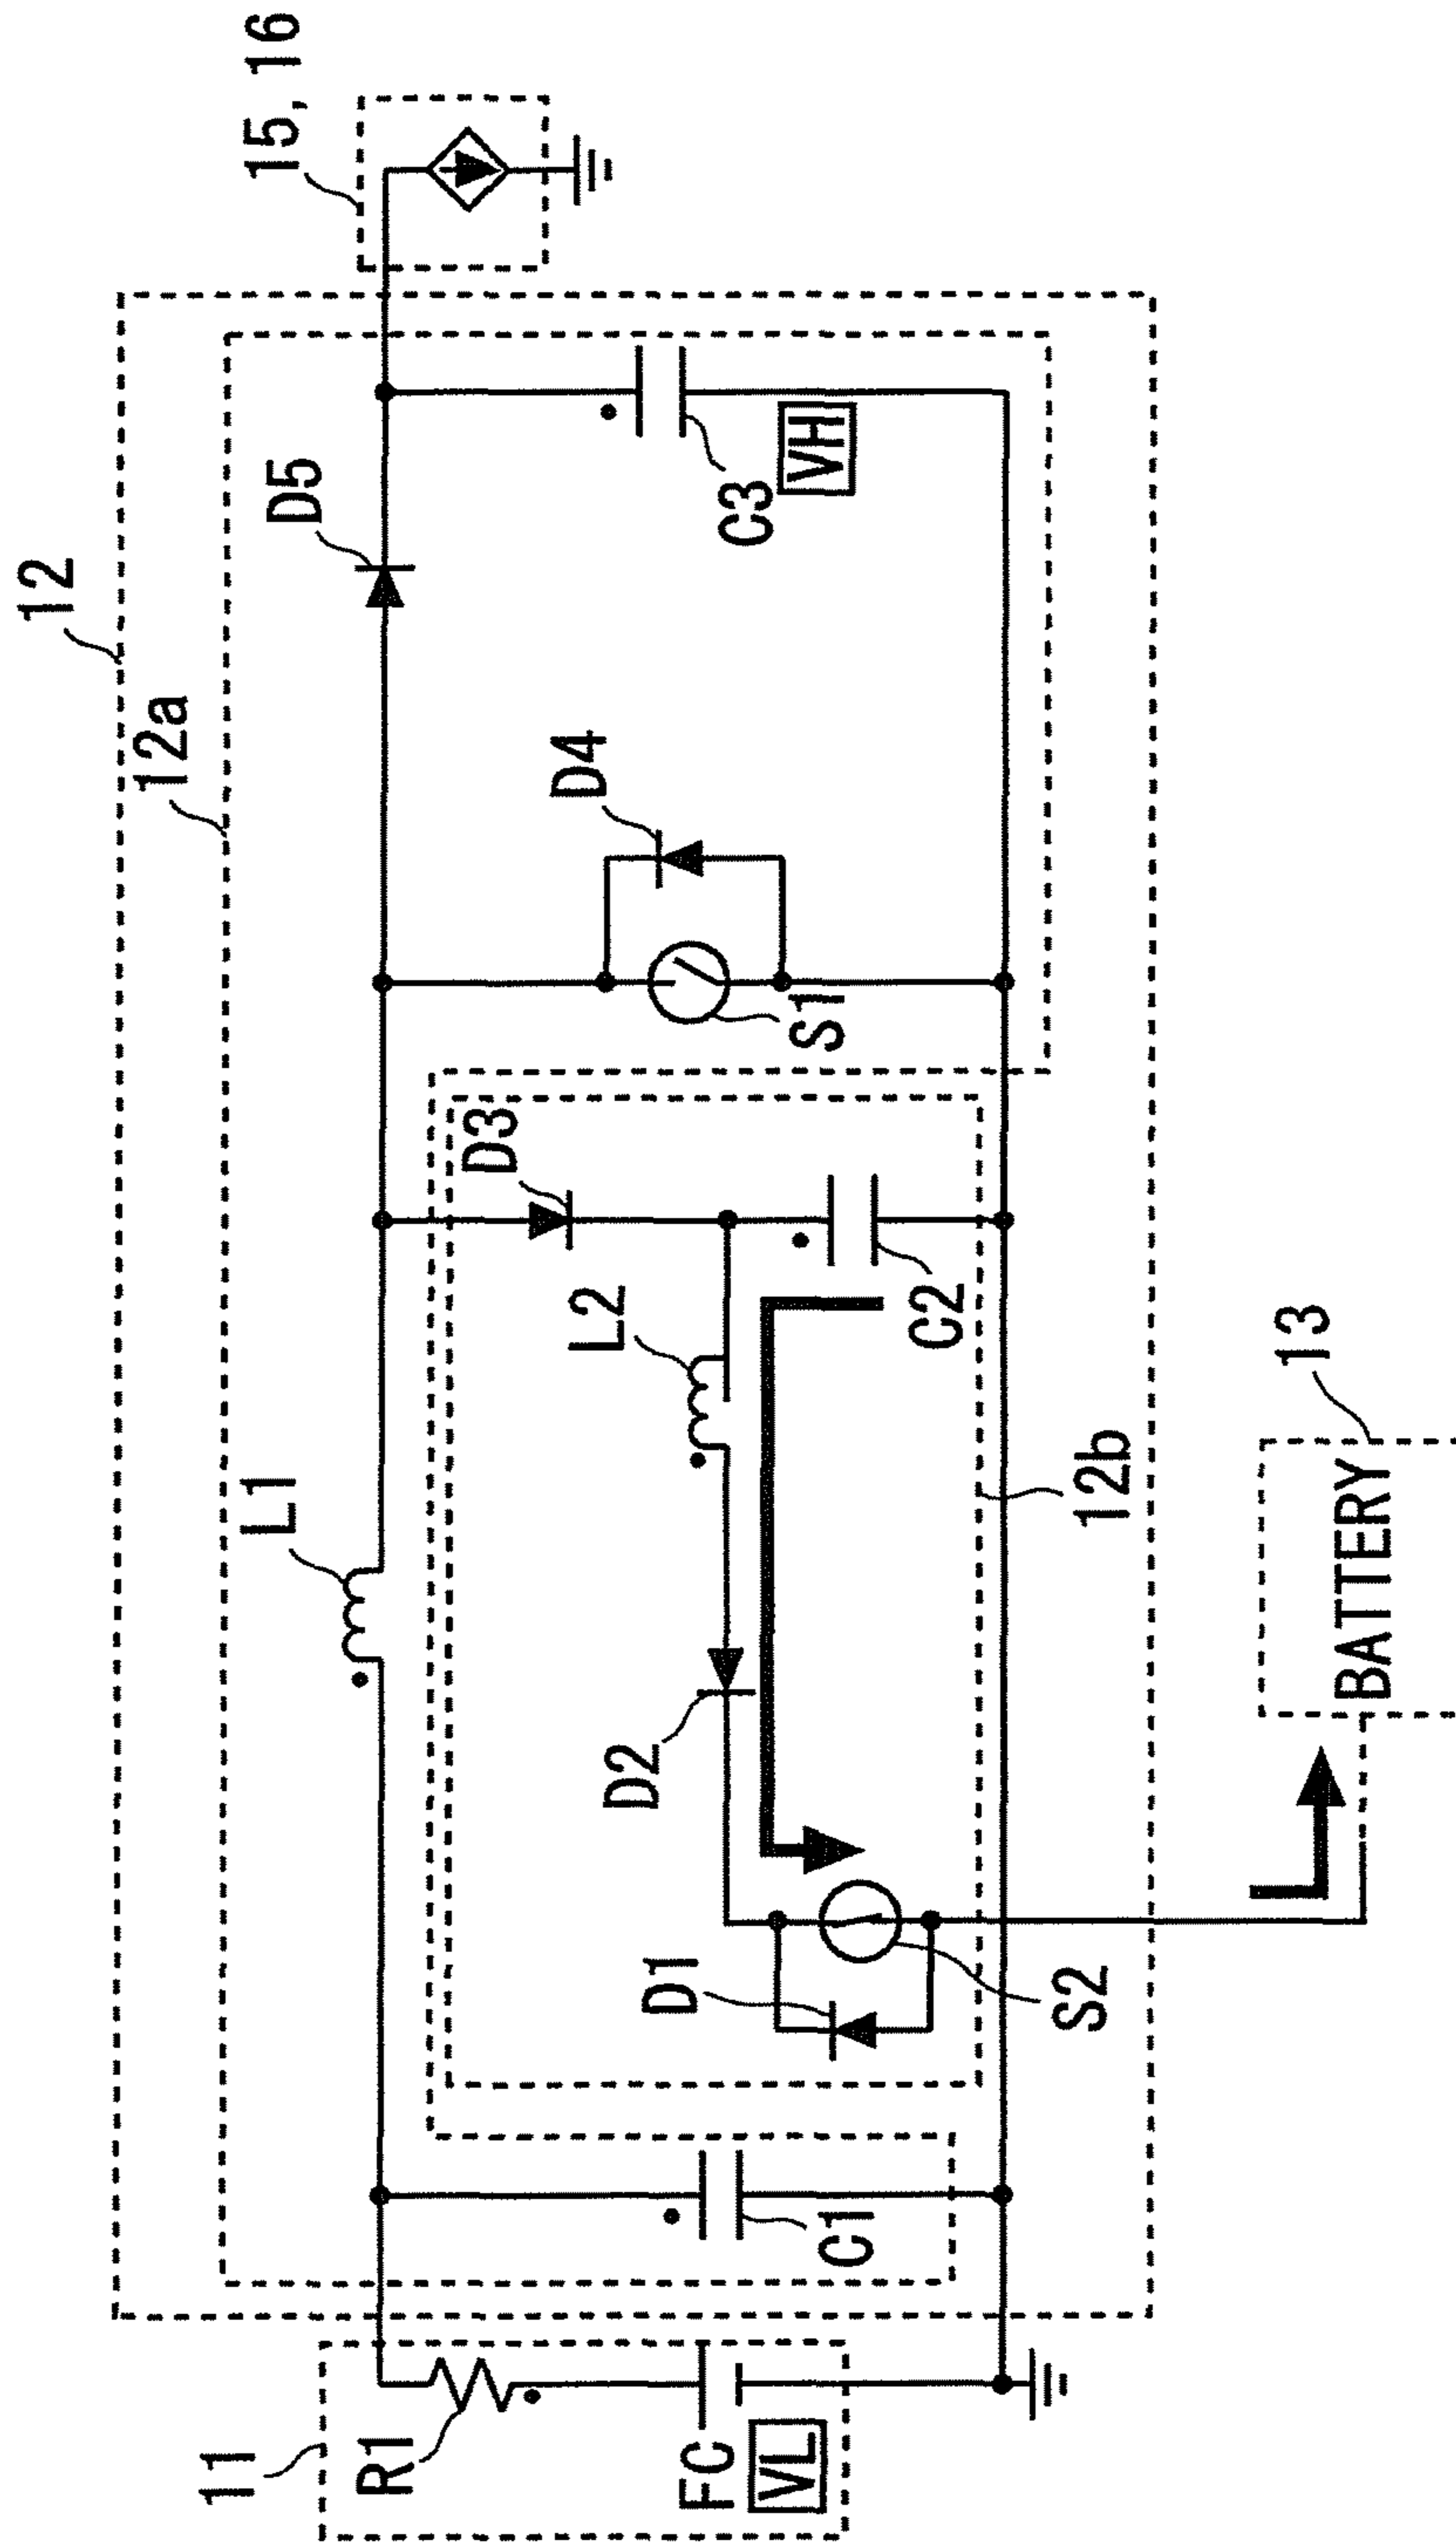 12
12a
15, 16
D5
L1
D3
D4
C3
VH
S1
L2
D2
C2
D1
S2
12b
C1
11
R1
FC
VL
13
BATTERY